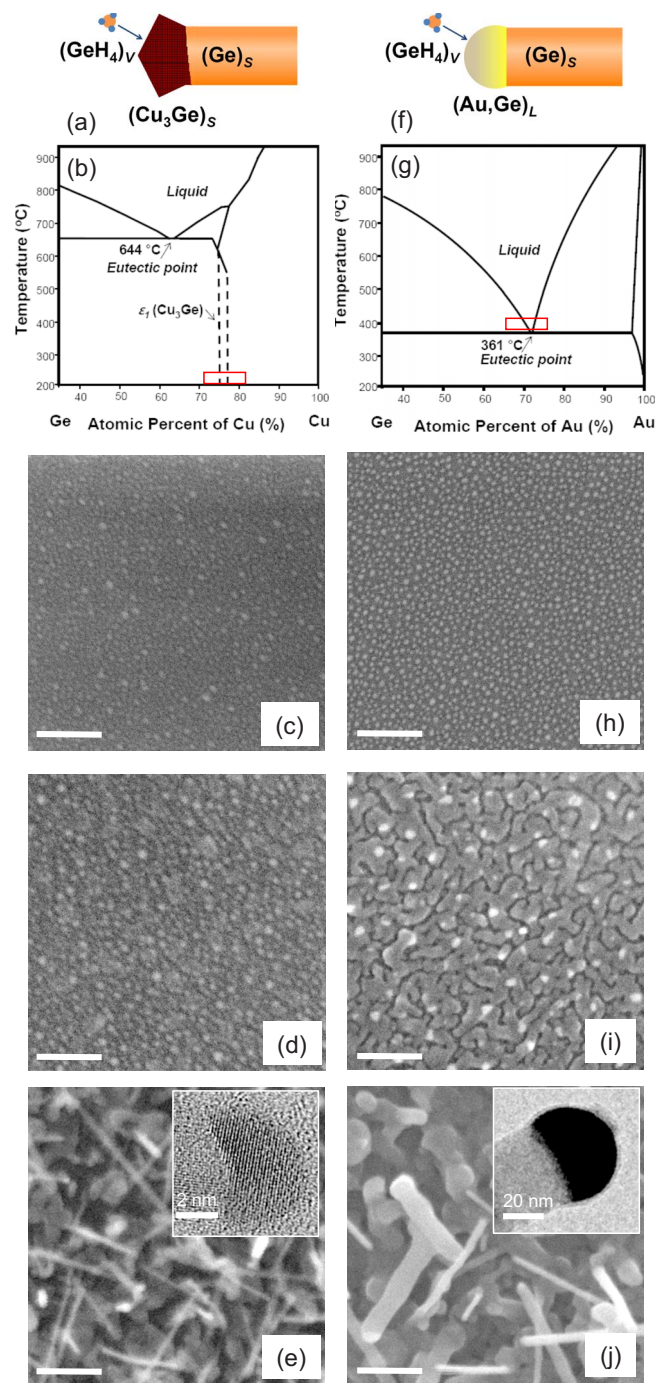 (GeH4)V
(Ge)S
(Cu3Ge)S
(a)
(GeH4)V
(Ge)S
(Au,Ge)L
(f)
(b)
900
800
700
600
500
400
300
200
Temperature (ºC)
Liquid
644 °C
Eutectic point
ε1 (Cu3Ge)
50
60
70
80
90
100
Ge
Atomic Percent of Cu (%)
Cu
(g)
900
800
700
600
500
400
300
200
Temperature (ºC)
Liquid
361 °C
Eutectic point
40
50
60
70
80
90
100
Ge
Atomic Percent of Au (%)
Au
(c)
(h)
(d)
(i)
2 nm
(e)
20 nm
(j)